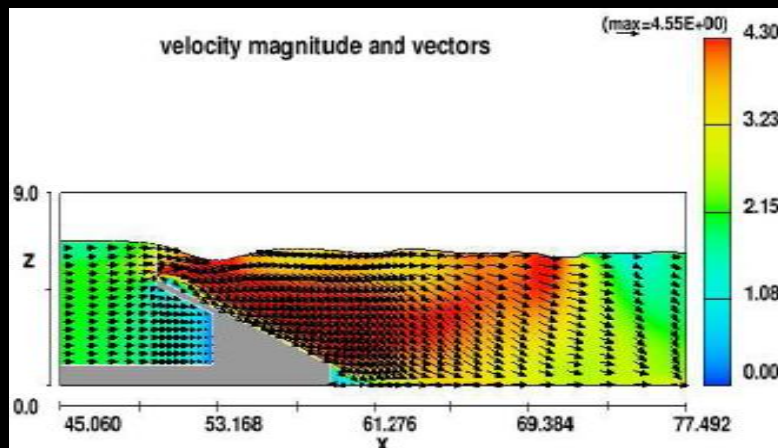 (max=4.55E+00)
velocity magnitude and vectors
4.30
3.23
2.15
1.08
0.00
9.0
Z
0.0
45.060 53.168 61.276 69.384 77.492
X